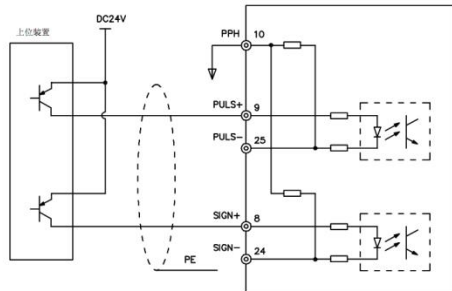 DC24V
上位装置
PPH 10
PULS+ 9
PULS- 25
SIGN+ 8
SIGN- 24
PE